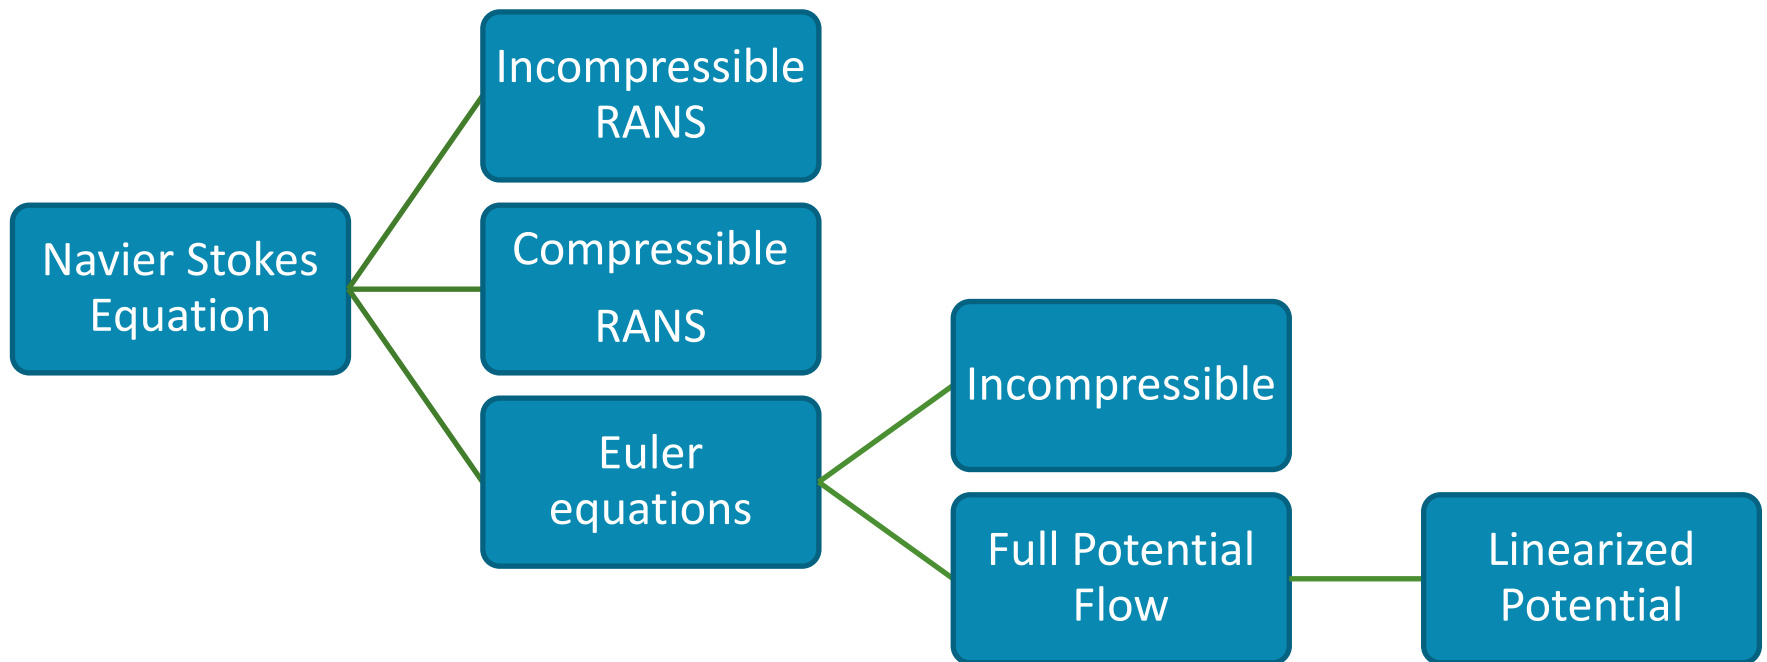 Incompressible
RANS
Navier Stokes
Equation
Compressible
RANS
Euler
equations
Incompressible
Full Potential
Flow
Linearized
Potential